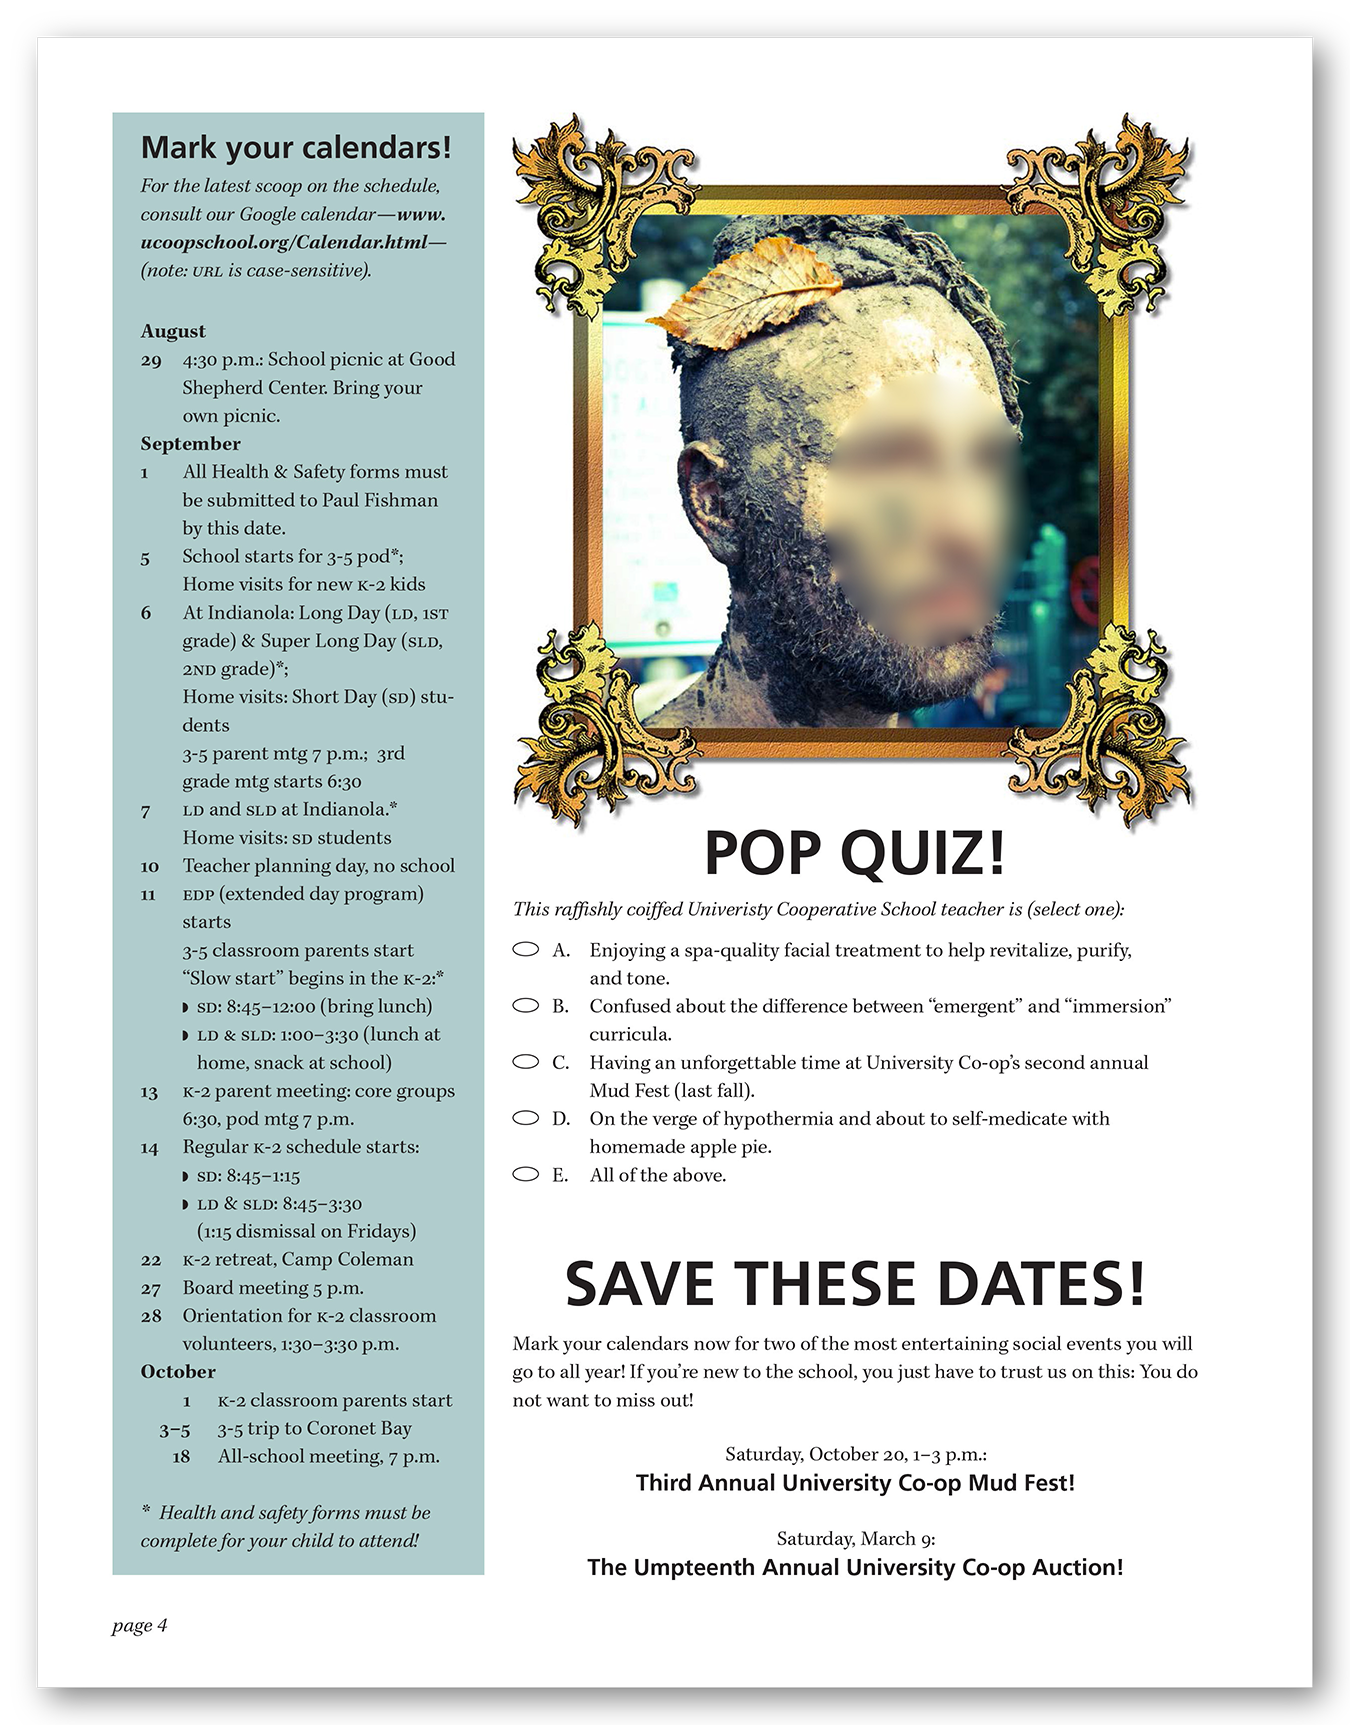 Mark your calendars!
For the latest scoop on the schedule,
consult our Google calendar—www.
ucoopschool.org/Calendar.html—
(note: URL is case-sensitive).
August
29 4:30 p.m.: School picnic at Good
Shepherd Center. Bring your
own picnic.
September
1 All Health & Safety forms must
be submitted to Paul Fishman
by this date.
5 School starts for 3-5 pod*;
Home visits for new K-2 kids
6 At Indianola: Long Day (LD, 1ST
grade) & Super Long Day (SLD,
2ND grade)*;
Home visits: Short Day (SD) stu-
dents
3-5 parent mtg 7 p.m.; 3rd
grade mtg starts 6:30
7 LD and SLD at Indianola.*
Home visits: SD students
10 Teacher planning day, no school
11 EDP (extended day program)
starts
3-5 classroom parents start
“Slow start” begins in the K-2:*
◗ SD: 8:45–12:00 (bring lunch)
◗ LD & SLD: 1:00–3:30 (lunch at
home, snack at school)
13 K-2 parent meeting: core groups
6:30, pod mtg 7 p.m.
14 Regular K-2 schedule starts:
◗ SD: 8:45–1:15
◗ LD & SLD: 8:45–3:30
(1:15 dismissal on Fridays)
22 K-2 retreat, Camp Coleman
27 Board meeting 5 p.m.
28 Orientation for K-2 classroom
volunteers, 1:30–3:30 p.m.
October
1 K-2 classroom parents start
3–5 3-5 trip to Coronet Bay
18 All-school meeting, 7 p.m.
* Health and safety forms must be
complete for your child to attend!
POP QUIZ!
This raffishly coiffed Univeristy Cooperative School teacher is (select one):
A. Enjoying a spa-quality facial treatment to help revitalize, purify,
and tone.
B. Confused about the difference between “emergent” and “immersion”
curricula.
C. Having an unforgettable time at University Co-op’s second annual
Mud Fest (last fall).
D. On the verge of hypothermia and about to self-medicate with
homemade apple pie.
E. All of the above.
SAVE THESE DATES!
Mark your calendars now for two of the most entertaining social events you will
go to all year! If you’re new to the school, you just have to trust us on this: You do
not want to miss out!
Saturday, October 20, 1–3 p.m.:
Third Annual University Co-op Mud Fest!
Saturday, March 9:
The Umpteenth Annual University Co-op Auction!
page 4